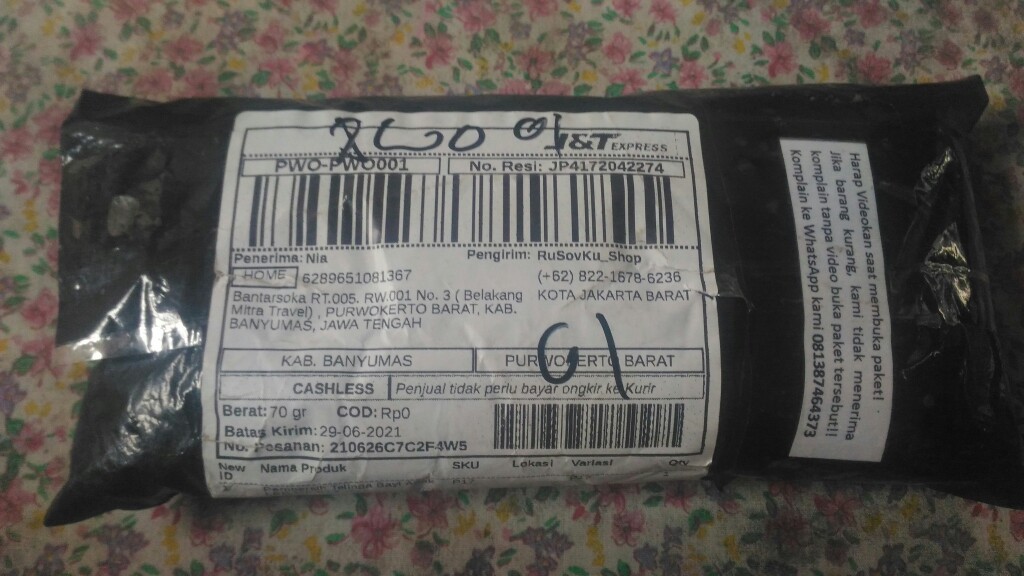 J&T EXPRESS
PWO-PWO001 No. Resi: JP4172042274
Penerima: Nia Pengirim: RuSovKu_Shop
HOME 6289651081367 (+62) 822-1678-6236
Bantarsoka RT.005. RW.001 No. 3 ( Belakang KOTA JAKARTA BARAT
Mitra Travel) , PURWOKERTO BARAT, KAB.
BANYUMAS, JAWA TENGAH
KAB. BANYUMAS PURWOKERTO BARAT
CASHLESS Penjual tidak perlu bayar ongkir ke Kurir
Berat: 70 gr COD: Rp0
Batas Kirim: 29-06-2021
No. Pesanan: 210626C7C2F4W5
New Nama Produk SKU Lokasi Variasi Qty
ID
Harap Videokan saat membuka paket!
Jika barang kurang, kami tidak menerima
komplain tanpa video buka paket tersebut!!
Komplain ke WhatsApp kami 081387464373